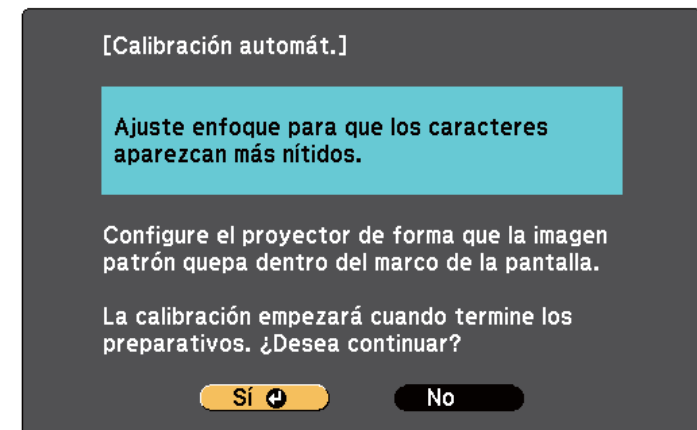 [Calibración automát.]
Ajuste enfoque para que los caracteres
aparezcan más nítidos.
Configure el proyector de forma que la imagen
patrón quepa dentro del marco de la pantalla.
La calibración empezará cuando termine los
preparativos. ¿Desea continuar?
Sí No